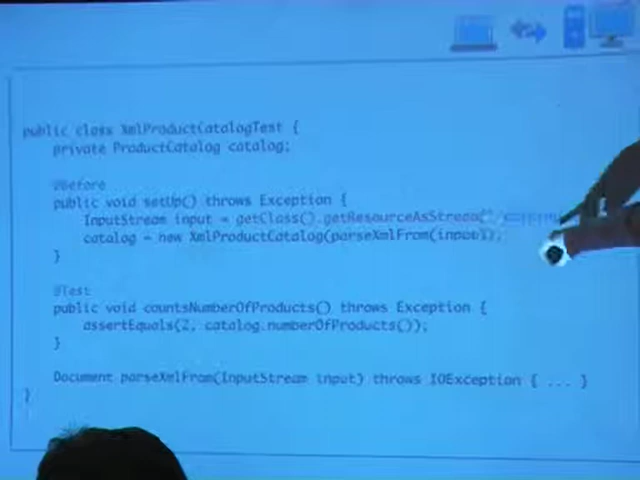 public class XmlProductCatalogTest {
private ProductCatalog catalog;
@Before
public void setUp() throws Exception {
InputStream input = getClass().getResourceAsStream("
catalog = new XmlProductCatalog(parseXmlFrom(input));
}
@Test
public void countsNumberOfProducts() throws Exception {
assertEquals(2, catalog.numberOfProducts());
}
Document parseXmlFrom(InputStream input) throws IOException { ... }
}